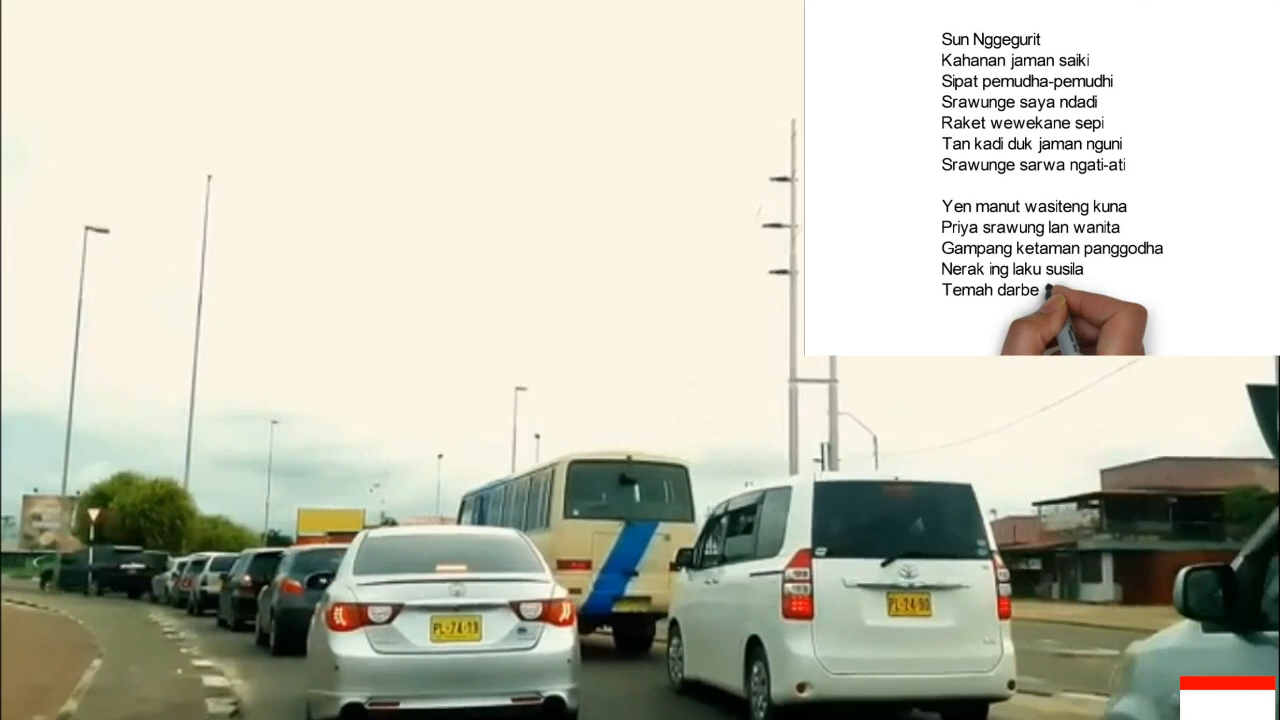 Sun Nggegurit
Kahanan jaman saiki
Sipat pemudha-pemudhi
Srawunge saya ndadi
Raket wewekane sepi
Tan kadi duk jaman nguni
Srawunge sarwa ngati-ati
Yen manut wasiteng kuna
Priya srawung lan wanita
Gampang ketaman panggodha
Nerak ing laku susila
Temah darbe
PL-74-19
PL-74-90